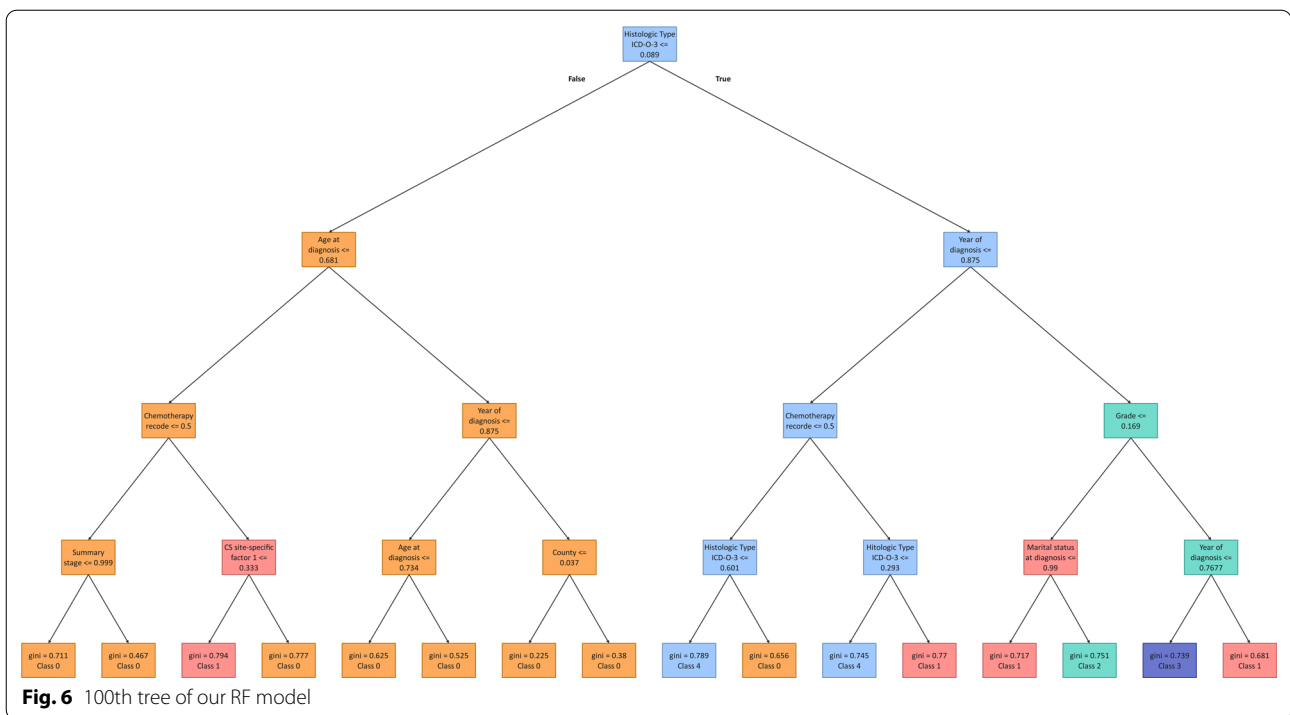 Histologic Type
ICD-O-3 <=
0.089
False
True
Age at
diagnosis <=
0.681
Year of
diagnosis <=
0.875
Chemotherapy
recode <= 0.5
Year of
diagnosis <=
0.875
Chemotherapy
recorde <= 0.5
Grade <=
0.169
Summary
stage <= 0.999
CS site-specific
factor 1 <=
0.333
Age at
diagnosis <=
0.734
County <=
0.037
Histologic Type
ICD-O-3 <=
0.601
Hitologic Type
ICD-O-3 <=
0.293
Marital status
at diagnosis <=
0.99
Year of
diagnosis <=
0.7677
gini = 0.711
Class 0
gini = 0.467
Class 0
gini = 0.794
Class 1
gini = 0.777
Class 0
gini = 0.625
Class 0
gini = 0.525
Class 0
gini = 0.225
Class 0
gini = 0.38
Class 0
gini = 0.789
Class 4
gini = 0.656
Class 0
gini = 0.745
Class 4
gini = 0.77
Class 1
gini = 0.717
Class 1
gini = 0.751
Class 2
gini = 0.739
Class 3
gini = 0.681
Class 1
Fig. 6 100th tree of our RF model